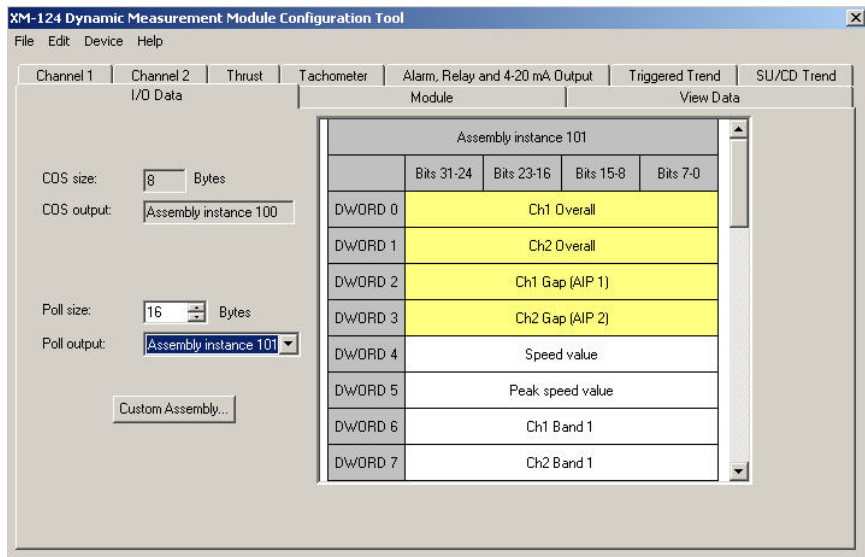 XM-124 Dynamic Measurement Module Configuration Tool
File Edit Device Help
Channel 1 Channel 2 Thrust Tachometer Alarm, Relay and 4-20 mA Output Triggered Trend SU/CD Trend
I/O Data Module View Data
COS size: 8 Bytes
COS output: Assembly instance 100
Poll size: 16 Bytes
Poll output: Assembly instance 101
Custom Assembly...
Assembly instance 101
Bits 31-24 Bits 23-16 Bits 15-8 Bits 7-0
DWORD 0 Ch1 Overall
DWORD 1 Ch2 Overall
DWORD 2 Ch1 Gap (AIP 1)
DWORD 3 Ch2 Gap (AIP 2)
DWORD 4 Speed value
DWORD 5 Peak speed value
DWORD 6 Ch1 Band 1
DWORD 7 Ch2 Band 1